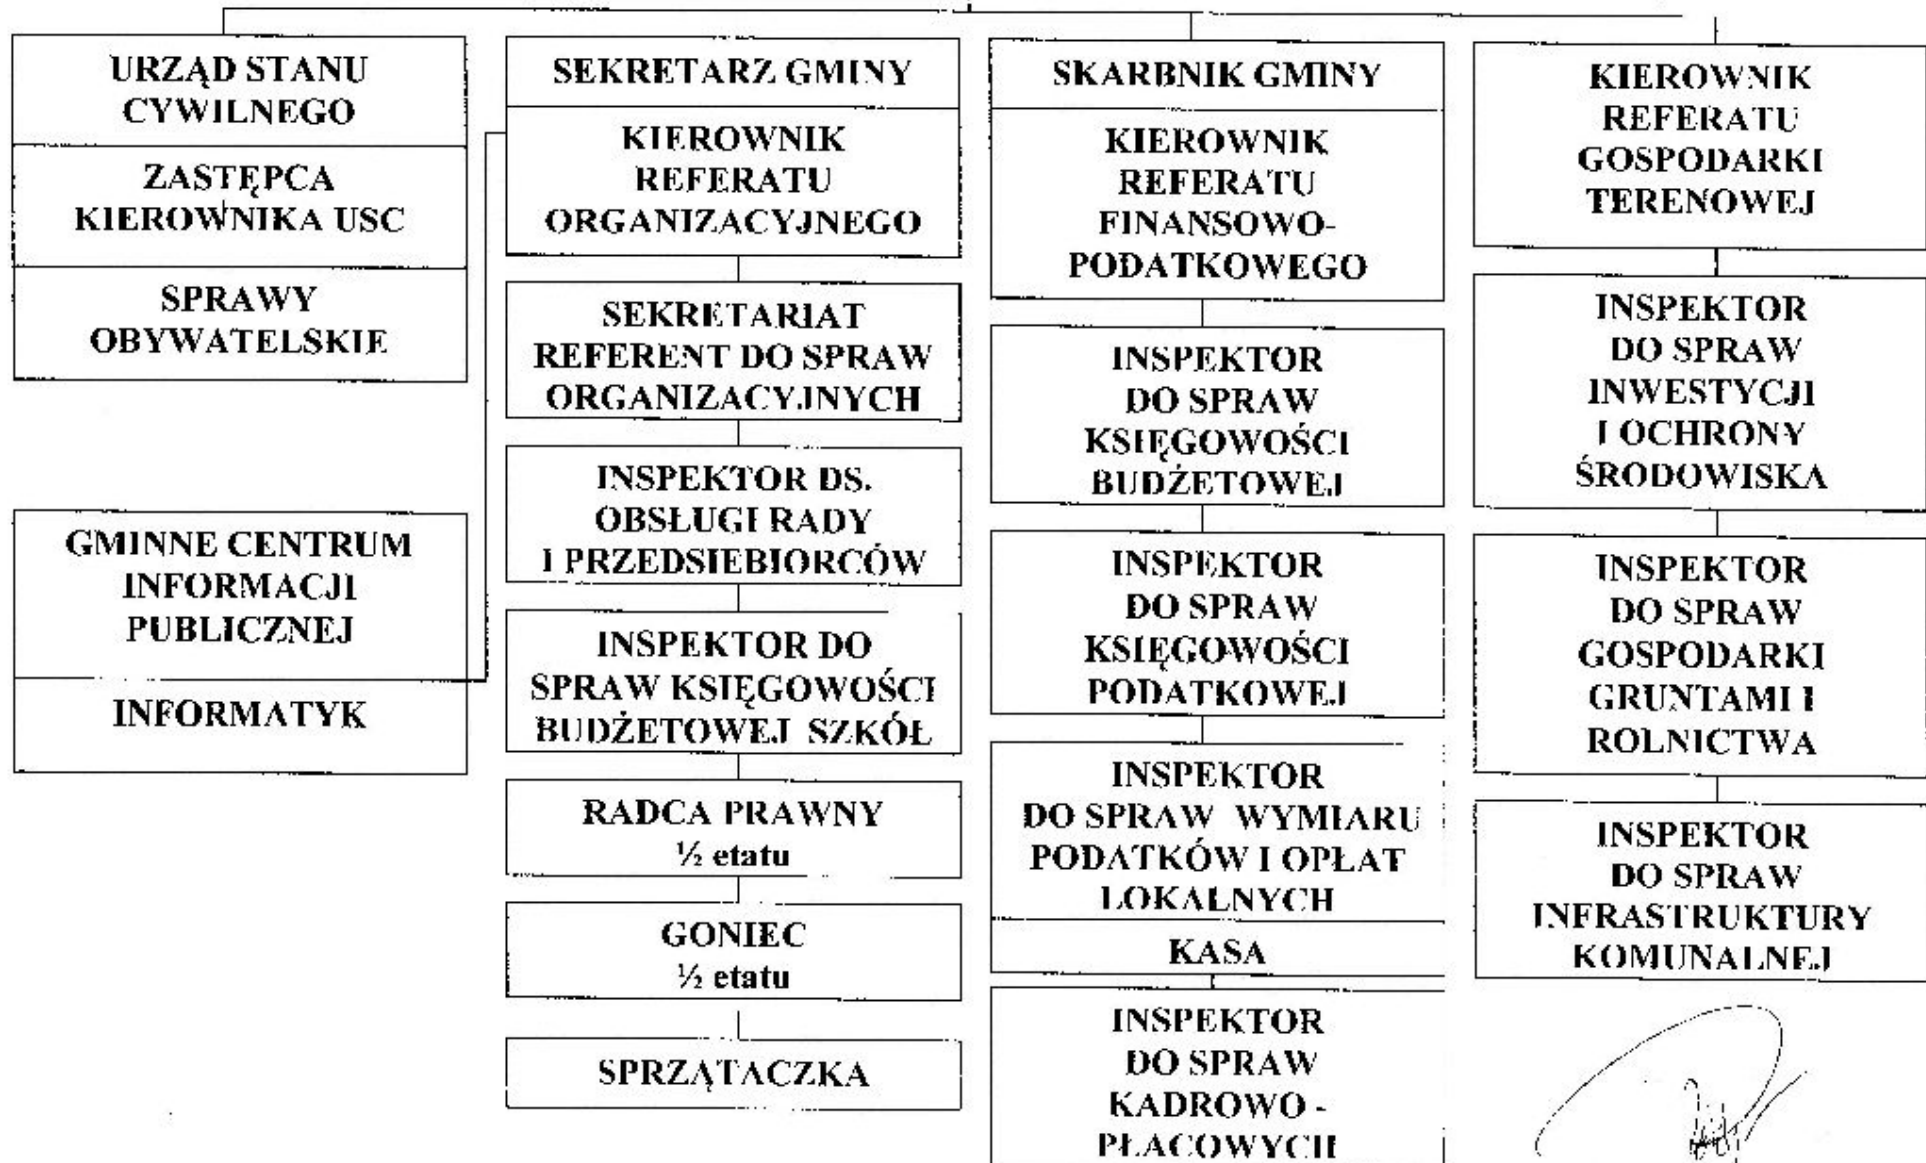 URZĄD STANU
CYWILNEGO
ZASTĘPCA
KIEROWNIKA USC
SPRAWY
OBYWATELSKIE
GMINNE CENTRUM
INFORMACJI
PUBLICZNEJ
INFORMATYK
SEKRETARZ GMINY
KIEROWNIK
REFERATU
ORGANIZACYJNEGO
SEKRETARIAT
REFERENT DO SPRAW
ORGANIZACYJNYCH
INSPEKTOR DS.
OBSŁUGI RADY
I PRZEDSIEBIORCÓW
INSPEKTOR DO
SPRAW KSIĘGOWOŚCI
BUDŻETOWEJ SZKÓŁ
RADCA PRAWNY
½ etatu
GONIEC
½ etatu
SPRZĄTACZKA
SKARBNIK GMINY
KIEROWNIK
REFERATU
FINANSOWO-
PODATKOWEGO
INSPEKTOR
DO SPRAW
KSIĘGOWOŚCI
BUDŻETOWEJ
INSPEKTOR
DO SPRAW
KSIĘGOWOŚCI
PODATKOWEJ
INSPEKTOR
DO SPRAW WYMIARU
PODATKÓW I OPŁAT
LOKALNYCH
KASA
INSPEKTOR
DO SPRAW
KADROWO -
PŁACOWYCH
KIEROWNIK
REFERATU
GOSPODARKI
TERENOWEJ
INSPEKTOR
DO SPRAW
INWESTYCJI
I OCHRONY
ŚRODOWISKA
INSPEKTOR
DO SPRAW
GOSPODARKI
GRUNTAMI I
ROLNICTWA
INSPEKTOR
DO SPRAW
INFRASTRUKTURY
KOMUNALNEJ